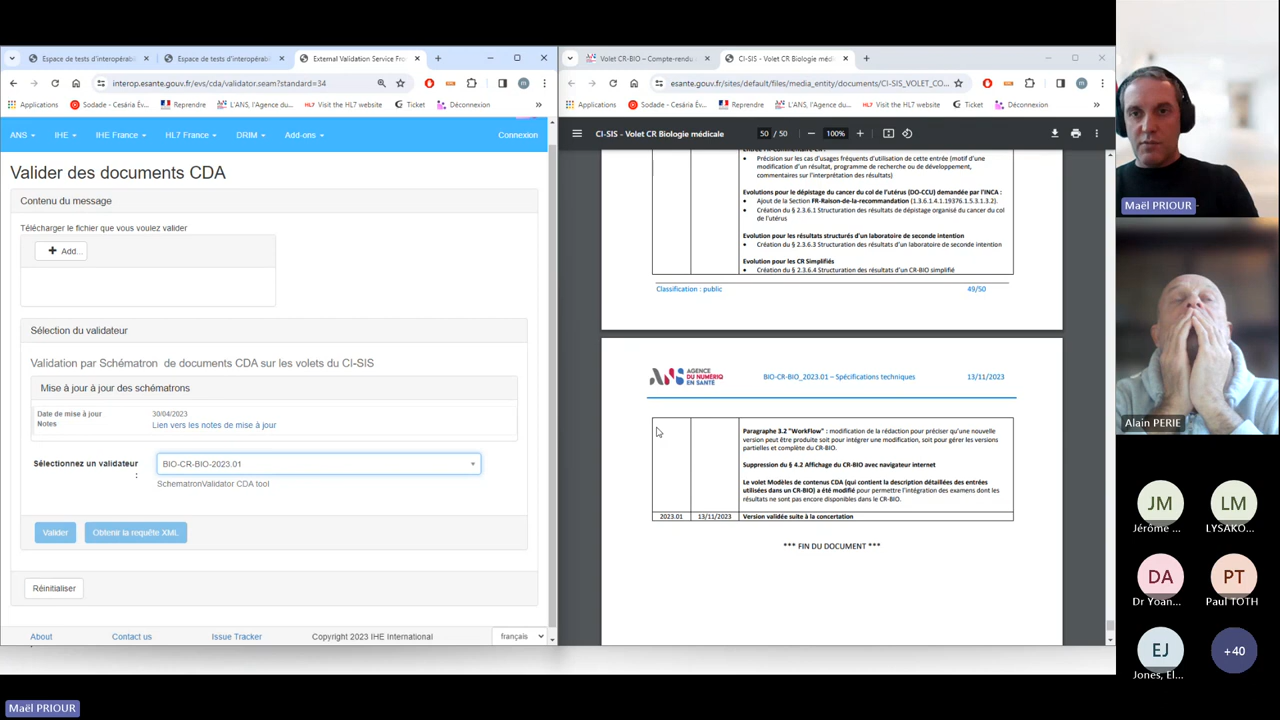 Espace de tests d'interopérabi
Espace de tests d'interopérabi
External Validation Service Fro
interop.esante.gouv.fr/evs/cda/validator.seam?standard=34
Applications
Sodade - Cesária Év...
Reprendre
L'ANS, l'Agence du...
HL7 Visit the HL7 website
Ticket
Déconnexion
»
ANS
IHE
IHE France
HL7 France
DRIM
Add-ons
Connexion
Valider des documents CDA
Contenu du message
Télécharger le fichier que vous voulez valider
+ Add...
Sélection du validateur
Validation par Schématron de documents CDA sur les volets du CI-SIS
Mise à jour à jour des schématrons
Date de mise à jour 30/04/2023
Notes Lien vers les notes de mise à jour
Sélectionnez un validateur : BIO-CR-BIO-2023.01
SchematronValidator CDA tool
Valider
Obtenir la requête XML
Réinitialiser
About
Contact us
Issue Tracker
Copyright 2023 IHE International
français
Volet CR-BIO – Compte-rendu
CI-SIS - Volet CR Biologie méd
esante.gouv.fr/sites/default/files/media_entity/documents/CI-SIS_VOLET_CO...
Applications
Sodade - Cesária Év...
Reprendre
L'ANS, l'Agence du...
HL7 Visit the HL7 website
Ticket
Déconnexion
»
CI-SIS - Volet CR Biologie médicale
50 / 50
100%
• Précision sur les cas d'usages fréquents d'utilisation de cette entrée (motif d'une
modification d'un résultat, programme de recherche ou de développement,
commentaires sur l'interprétation des résultats)
Evolutions pour le dépistage du cancer du col de l'utérus (DO-CCU) demandée par l'INCA :
• Ajout de la Section FR-Raison-de-la-recommandation (1.3.6.1.4.1.19376.1.5.3.1.3.2).
• Création du § 2.3.6.1 Structuration des résultats de dépistage organisé du cancer du col
de l'utérus
Evolution pour les résultats structurés d'un laboratoire de seconde intention
• Création du § 2.3.6.3 Structuration des résultats d'un laboratoire de seconde intention
Evolution pour les CR Simplifiés
• Création du § 2.3.6.4 Structuration des résultats d'un CR-BIO simplifié
Classification : public
49/50
AGENCE
DU NUMÉRIQUE
EN SANTÉ
BIO-CR-BIO_2023.01 – Spécifications techniques
13/11/2023
Paragraphe 3.2 "WorkFlow" : modification de la rédaction pour préciser qu'une nouvelle
version peut être produite soit pour intégrer une modification, soit pour gérer les versions
partielles et complète du CR-BIO.
Suppression du § 4.2 Affichage du CR-BIO avec navigateur internet
Le volet Modèles de contenus CDA (qui contient la description détaillées des entrées
utilisées dans un CR-BIO) a été modifié pour permettre l'intégration des examens dont les
résultats ne sont pas encore disponibles dans le CR-BIO.
2023.01 13/11/2023 Version validée suite à la concertation
*** FIN DU DOCUMENT ***
Maël PRIOUR
Alain PERIE
JM
Jérôme ...
LM
LYSAKO...
DA
Dr Yoan...
PT
Paul TOTH
EJ
Jones, El...
+40
Maël PRIOUR